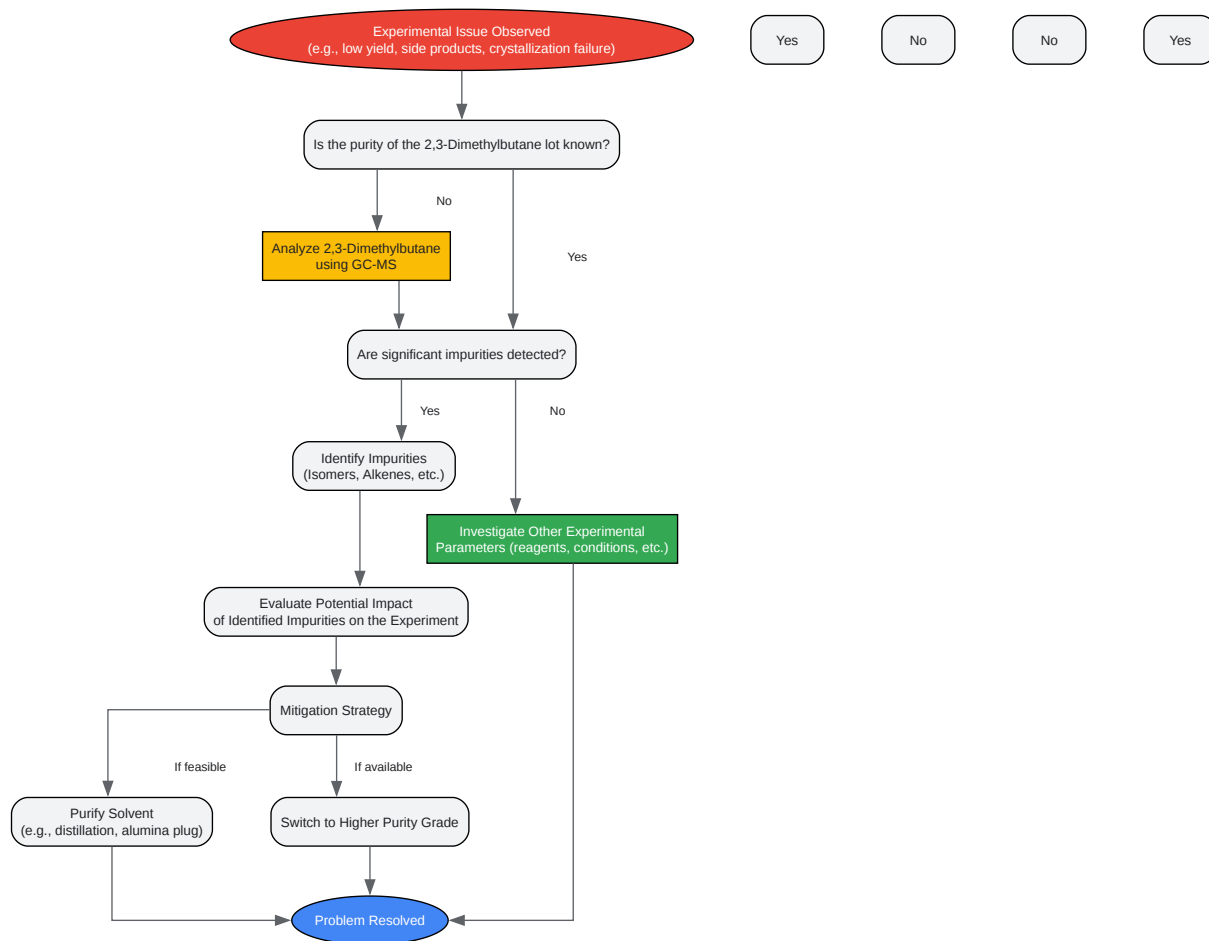 Experimental Issue Observed
(e.g., low yield, side products, crystallization failure)
Yes
No
No
Yes
Is the purity of the 2,3-Dimethylbutane lot known?
No
Analyze 2,3-Dimethylbutane
using GC-MS
Yes
Are significant impurities detected?
Yes
No
Identify Impurities
(Isomers, Alkenes, etc.)
Investigate Other Experimental
Parameters (reagents, conditions, etc.)
Evaluate Potential Impact
of Identified Impurities on the Experiment
Mitigation Strategy
If feasible
If available
Purify Solvent
(e.g., distillation, alumina plug)
Switch to Higher Purity Grade
Problem Resolved